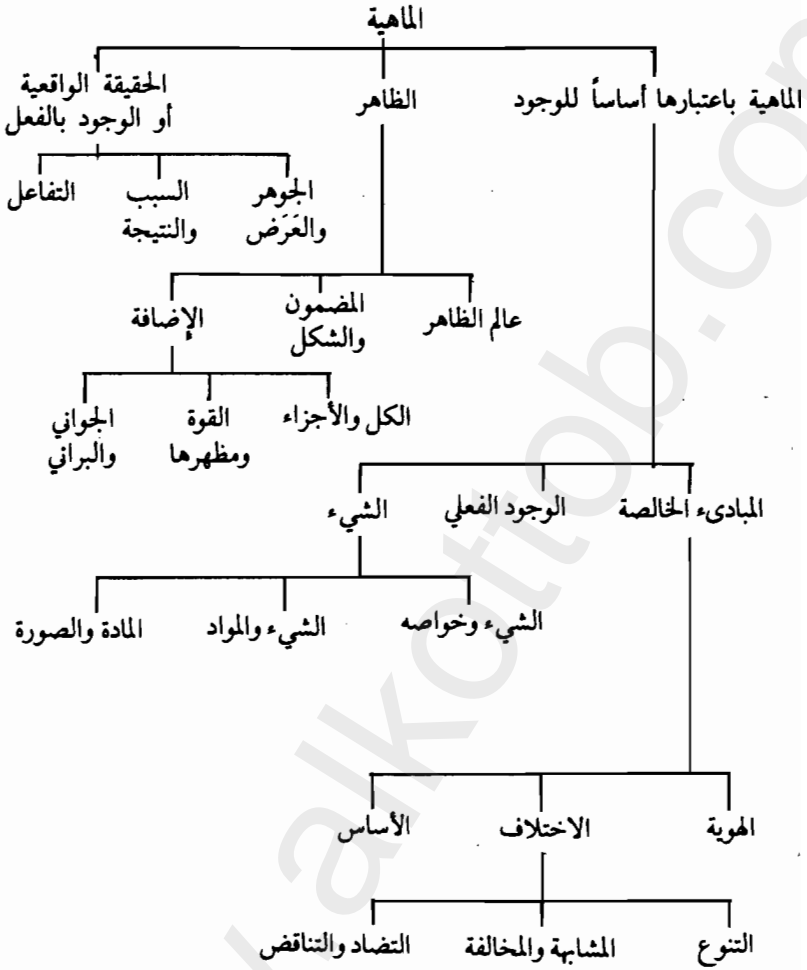 الماهية
الماهية باعتبارها أساساً للوجود
الظاهر
الحقيقة الواقعية
أو الوجود بالفعل
الجوهر
والعَرَض
السبب
والنتيجة
التفاعل
عالم الظاهر
المضمون
والشكل
الإضافة
الكل والأجزاء
القوة
ومظهرها
الجواني
والبراني
المبادىء الخالصة
الوجود الفعلي
الشيء
الشيء وخواصه
الشيء والمواد
المادة والصورة
الهوية
الاختلاف
الأساس
التنوع
المشابهة والمخالفة
التضاد والتناقض
alkottob.com